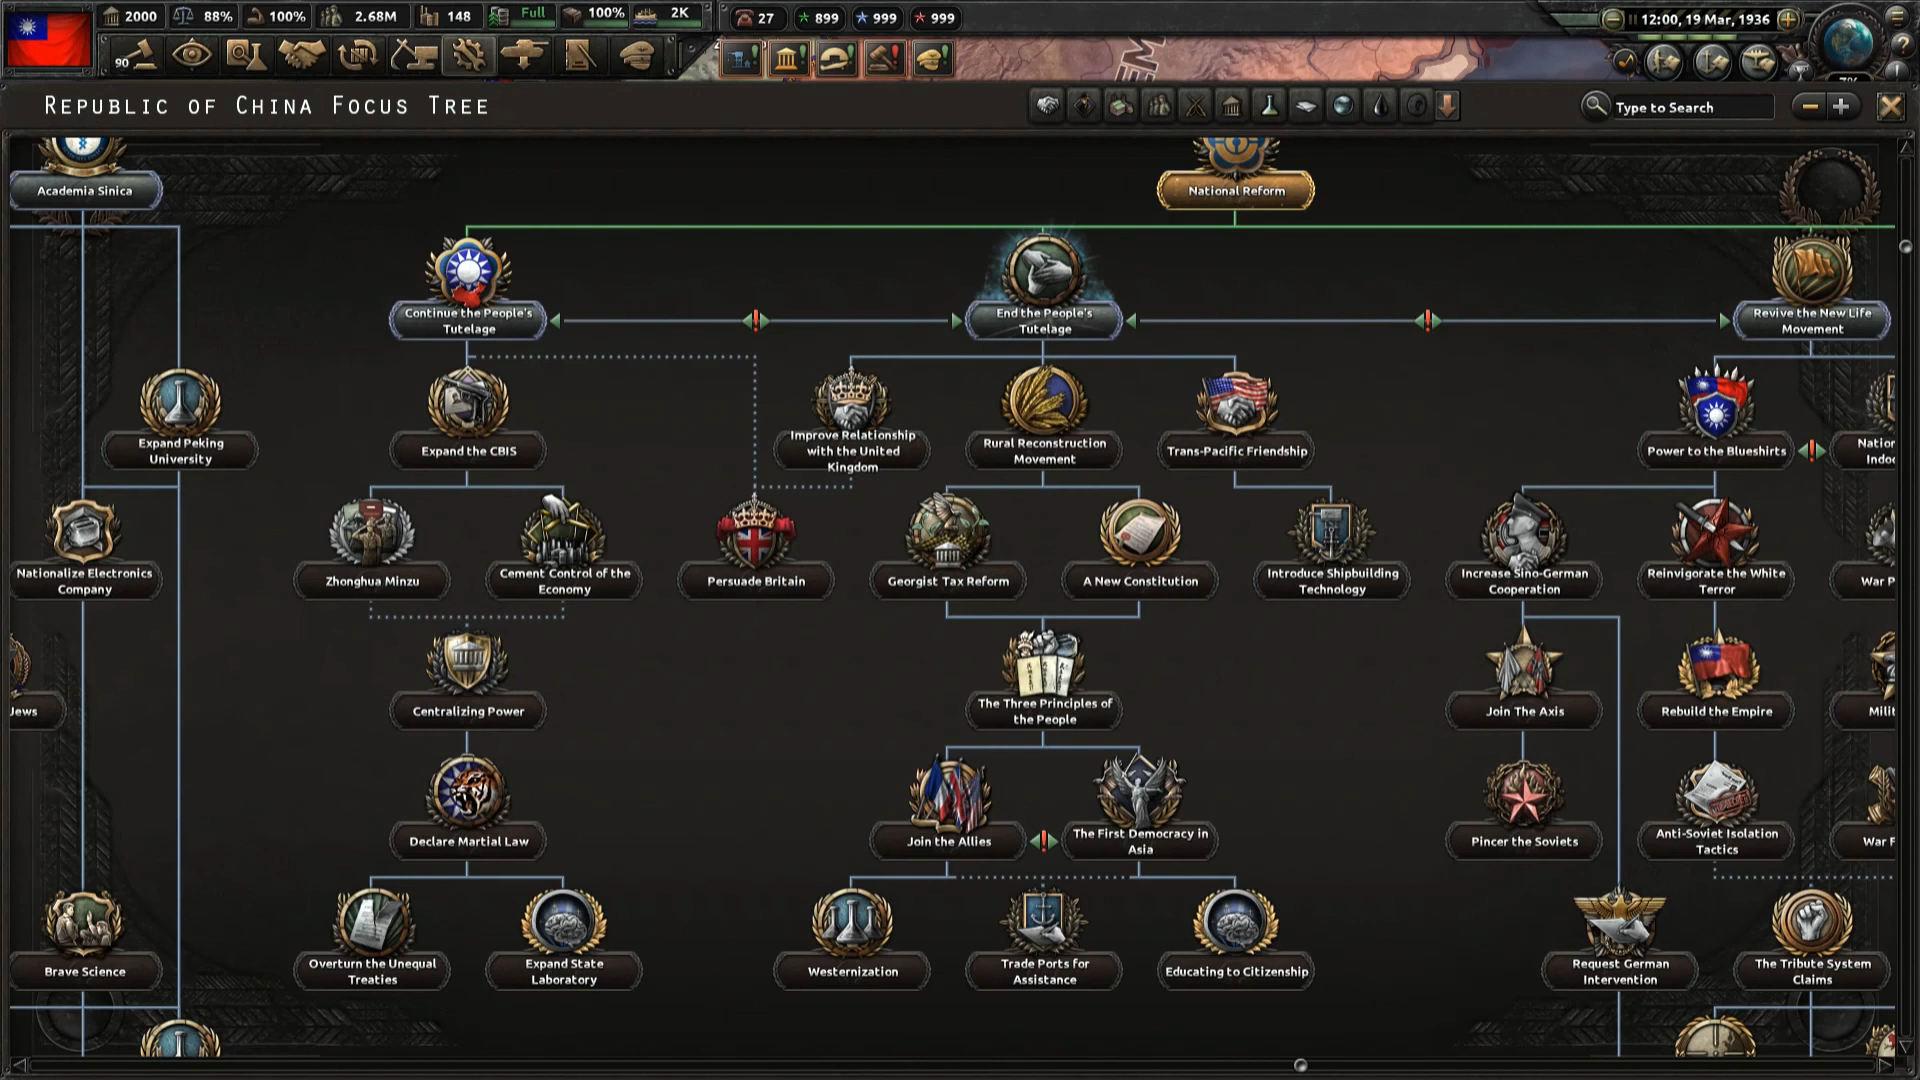 2000
88%
100%
2.68M
148
Full
100%
2K
27
899
999
999
12:00, 19 Mar, 1936
90
Republic of China Focus Tree
Type to Search
Academia Sinica
National Reform
Continue the People's
Tutelage
End the People's
Tutelage
Revive the New Life
Movement
Expand Peking
University
Expand the CBIS
Improve Relationship
with the United
Kingdom
Rural Reconstruction
Movement
Trans-Pacific Friendship
Power to the Blueshirts
Nation
Indoc
Nationalize Electronics
Company
Zhonghua Minzu
Cement Control of the
Economy
Persuade Britain
Georgist Tax Reform
A New Constitution
Introduce Shipbuilding
Technology
Increase Sino-German
Cooperation
Reinvigorate the White
Terror
War P
Jews
Centralizing Power
The Three Principles of
the People
Join The Axis
Rebuild the Empire
Milit
Declare Martial Law
Join the Allies
The First Democracy in
Asia
Pincer the Soviets
Anti-Soviet Isolation
Tactics
War F
Brave Science
Overturn the Unequal
Treaties
Expand State
Laboratory
Westernization
Trade Ports for
Assistance
Educating to Citizenship
Request German
Intervention
The Tribute System
Claims